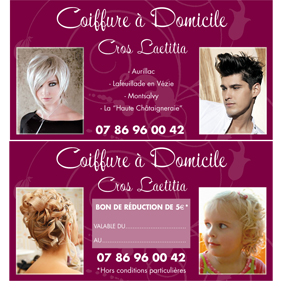 Coiffure à Domicile
Cros Laetitia
- Aurillac
- Lafeuillade en Vézie
- Montsalvy
- La "Haute Châtaigneraie"
07 86 96 00 42
Coiffure à Domicile
Cros Laetitia
BON DE RÉDUCTION DE 5€*
VALABLE DU
AU
07 86 96 00 42
*Hors conditions particulières